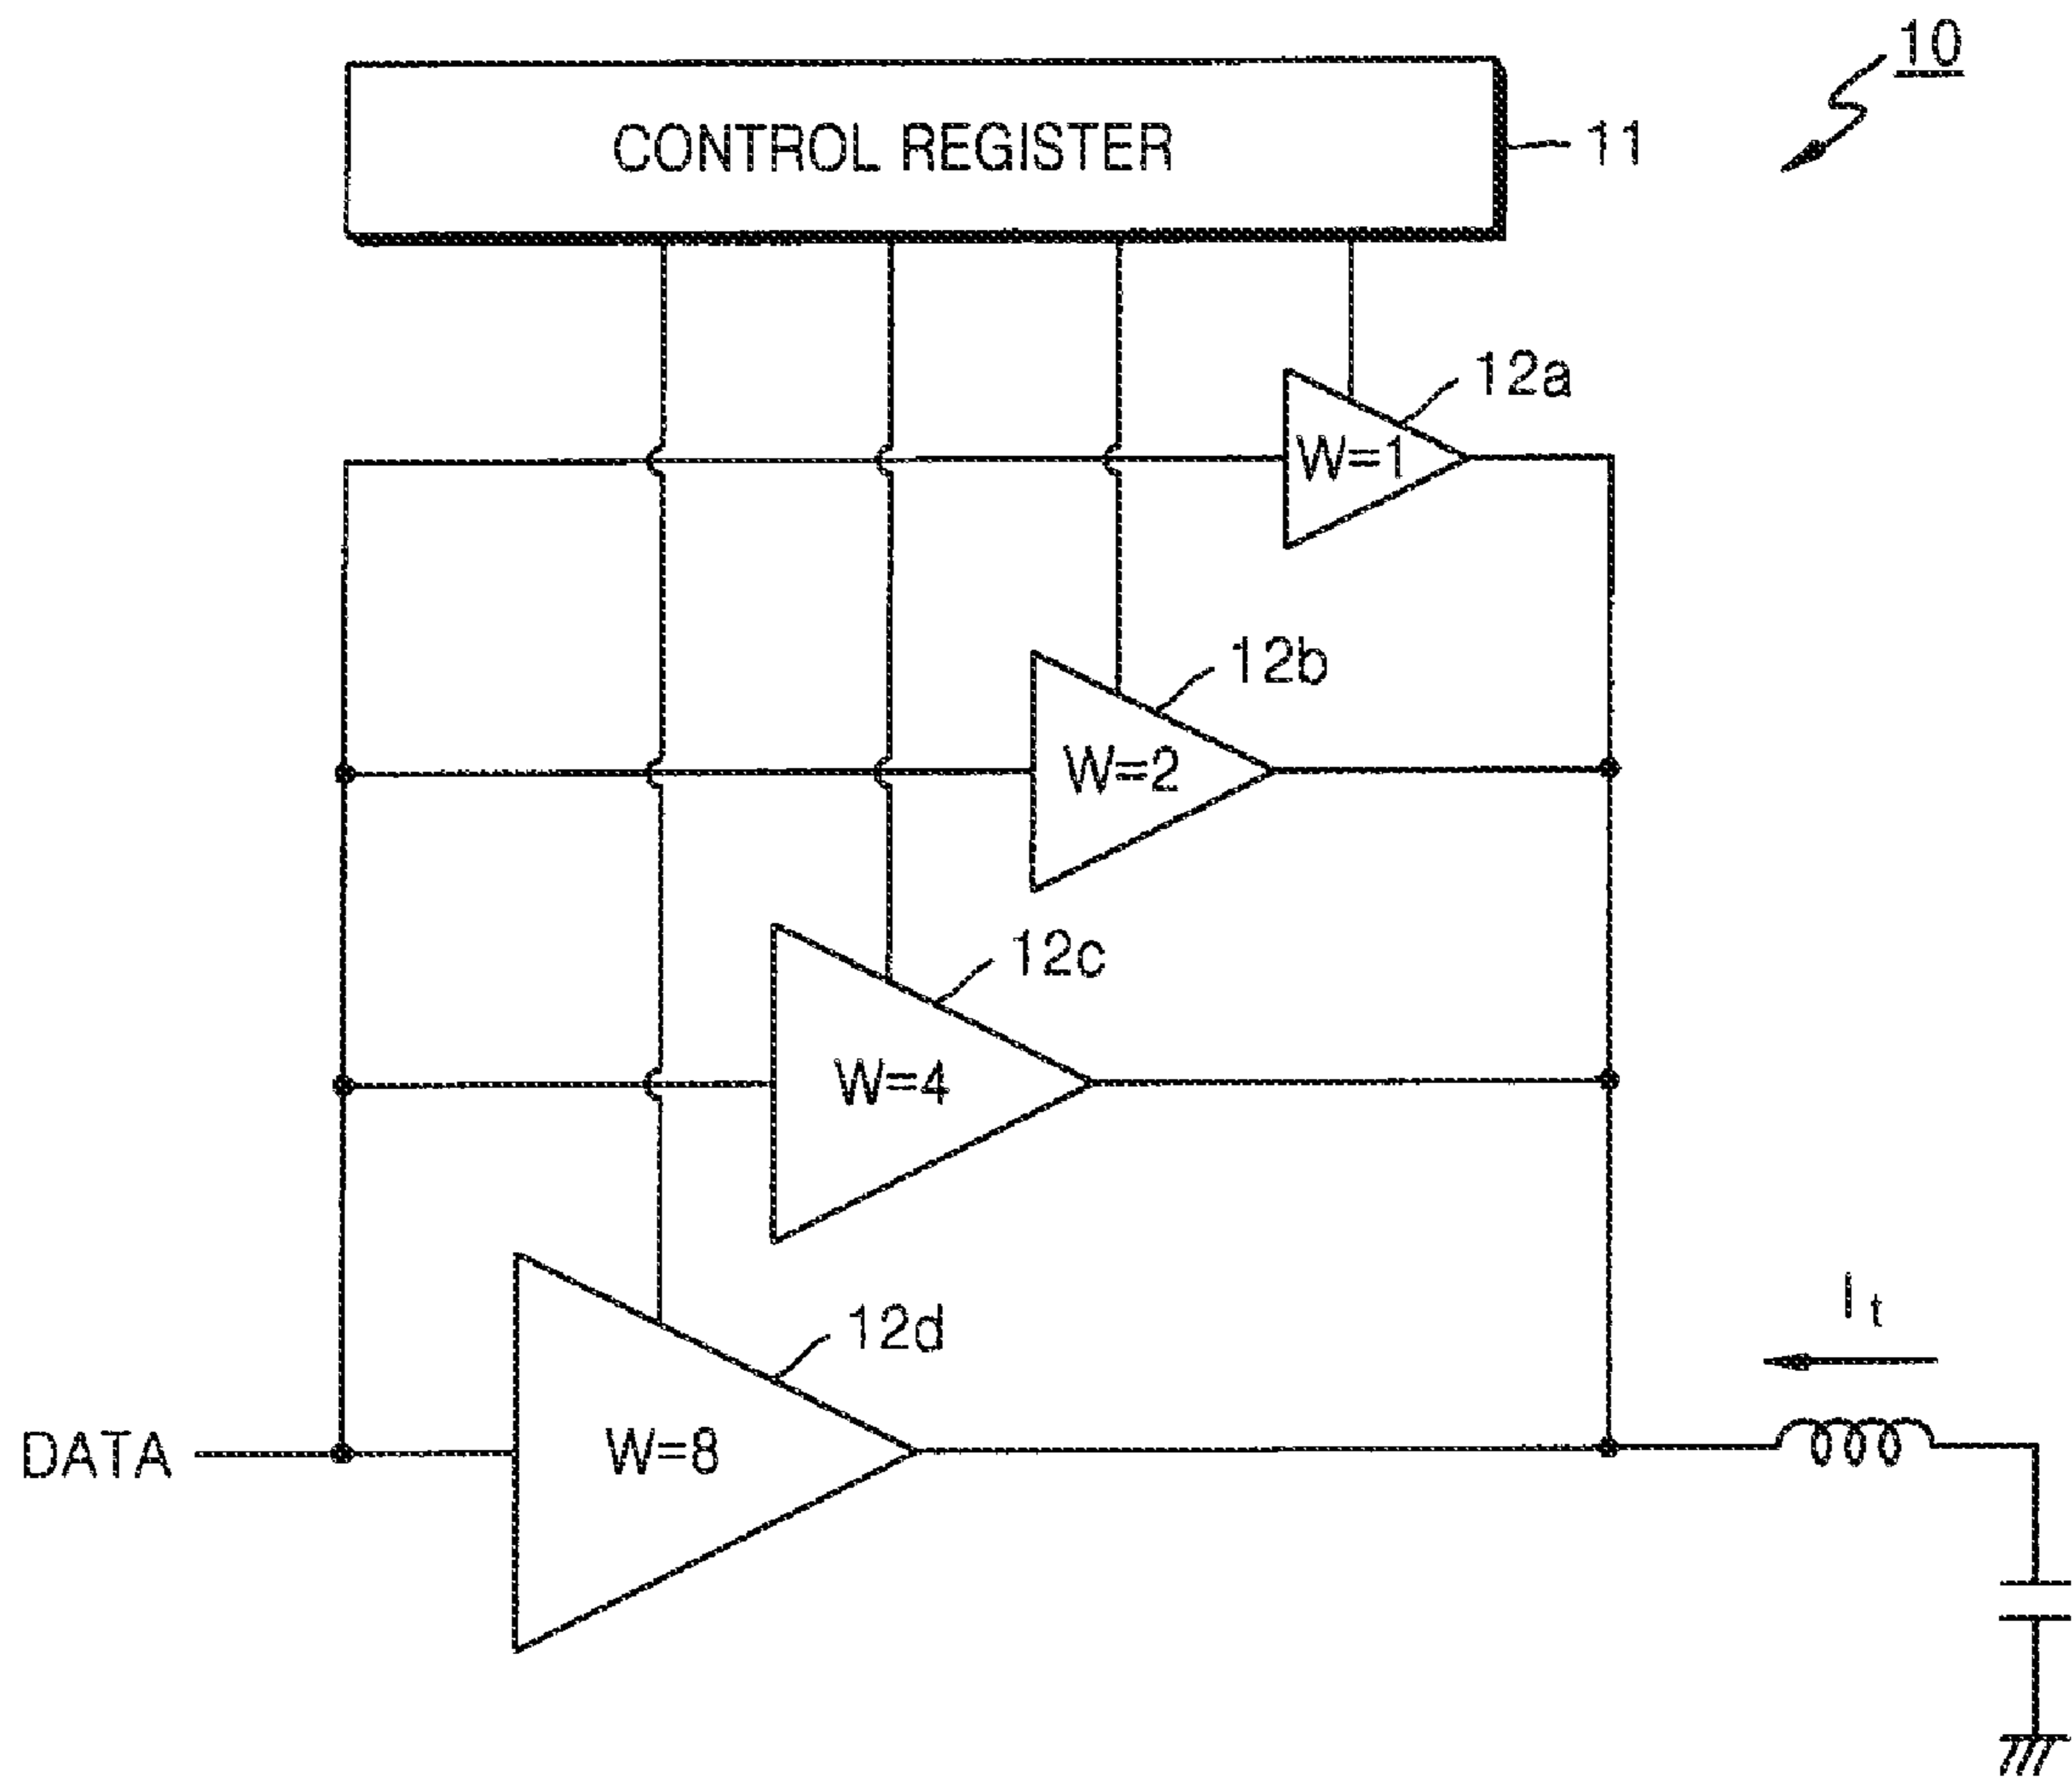 10
CONTROL REGISTER
11
12a
W=1
12b
W=2
12c
W=4
12d
It
DATA
W=8